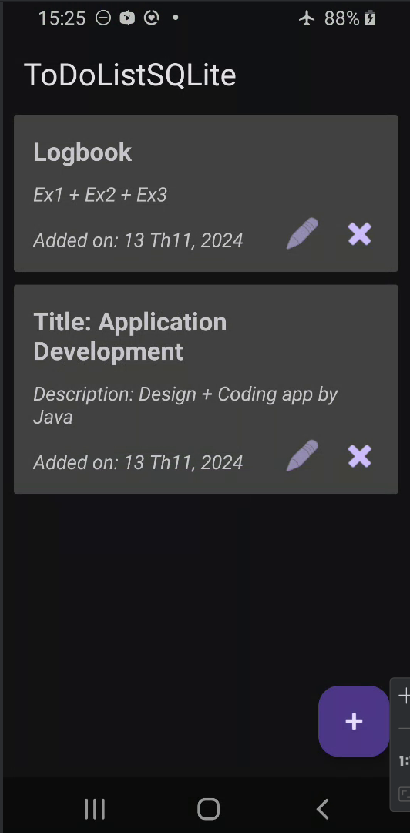 15:25
88%
ToDoListSQLite
Logbook
Ex1 + Ex2 + Ex3
Added on: 13 Th11, 2024
Title: Application
Development
Description: Design + Coding app by
Java
Added on: 13 Th11, 2024
+